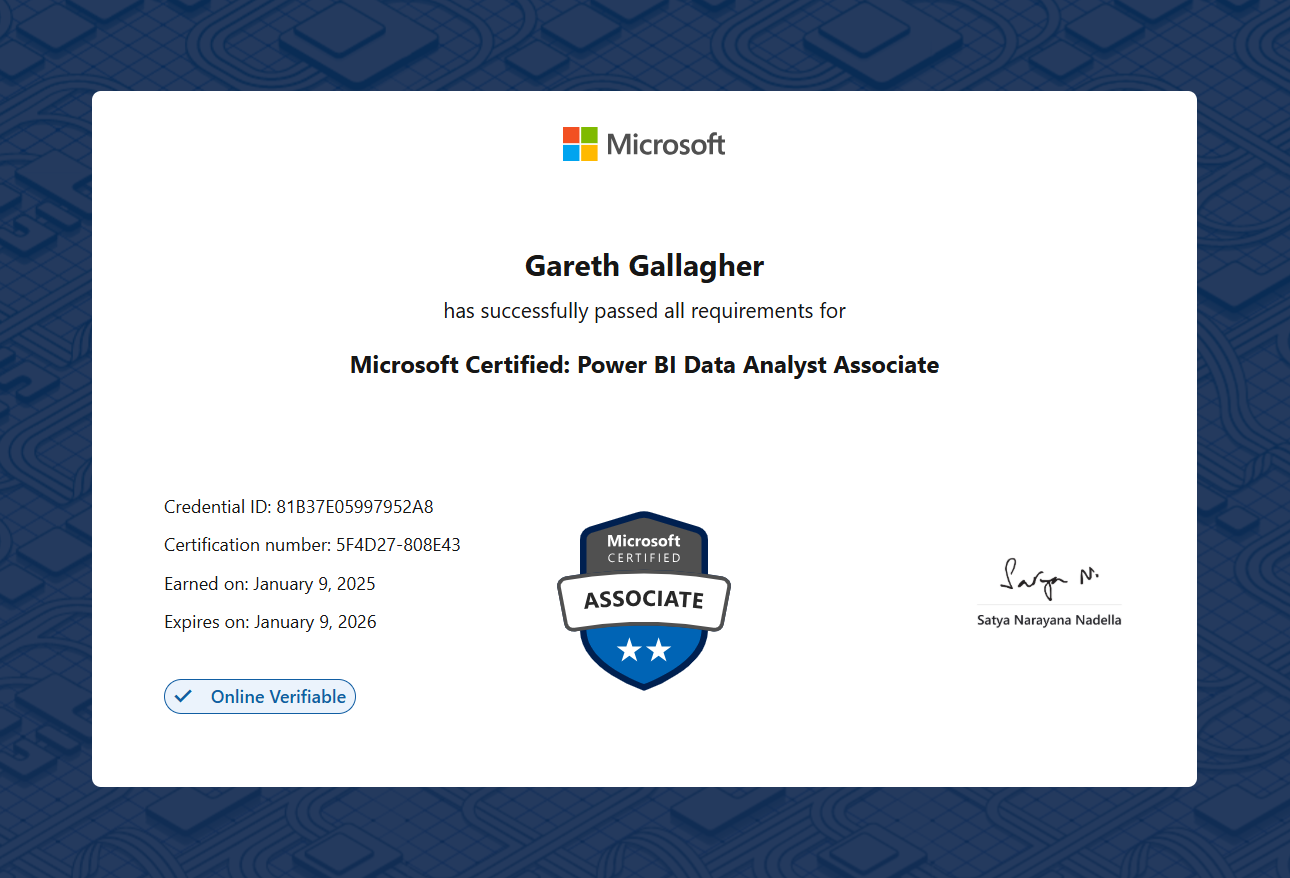 Microsoft
Gareth Gallagher
has successfully passed all requirements for
Microsoft Certified: Power BI Data Analyst Associate
Credential ID: 81B37E05997952A8
Certification number: 5F4D27-808E43
Earned on: January 9, 2025
Expires on: January 9, 2026
Online Verifiable
Microsoft
CERTIFIED
ASSOCIATE
Satya N.
Satya Narayana Nadella